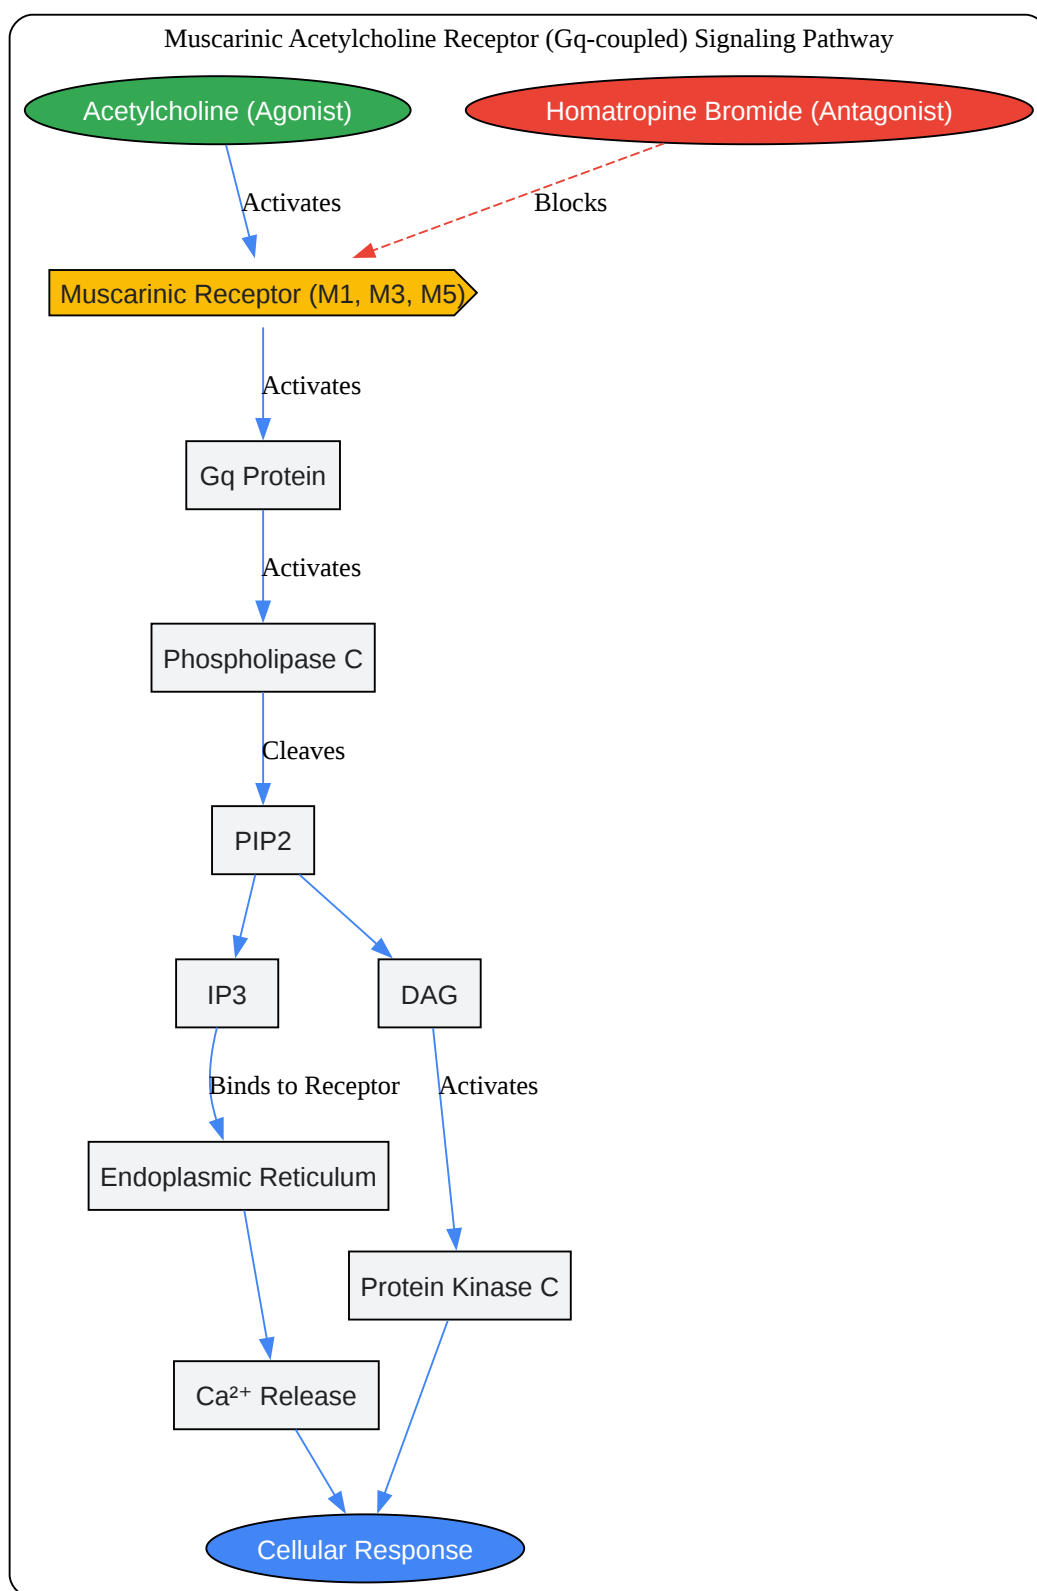 Muscarinic Acetylcholine Receptor (Gq-coupled) Signaling Pathway
Acetylcholine (Agonist)
Homatropine Bromide (Antagonist)
Activates
Blocks
Muscarinic Receptor (M1, M3, M5)
Activates
Gq Protein
Activates
Phospholipase C
Cleaves
PIP2
IP3
DAG
Binds to Receptor
Activates
Endoplasmic Reticulum
Protein Kinase C
Ca²⁺ Release
Cellular Response